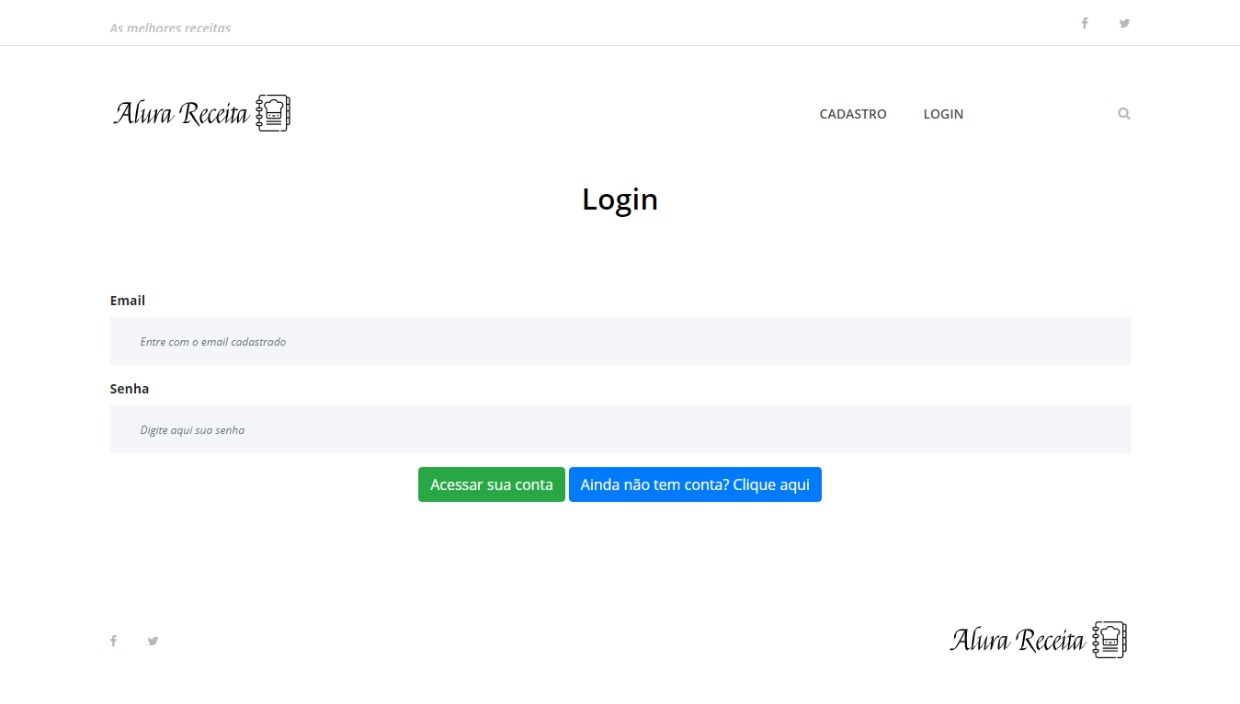 As melhores receitas
Alura Receita
CADASTRO LOGIN
Login
Email
Entre com o email cadastrado
Senha
Digite aqui sua senha
Acessar sua conta Ainda não tem conta? Clique aqui
Alura Receita